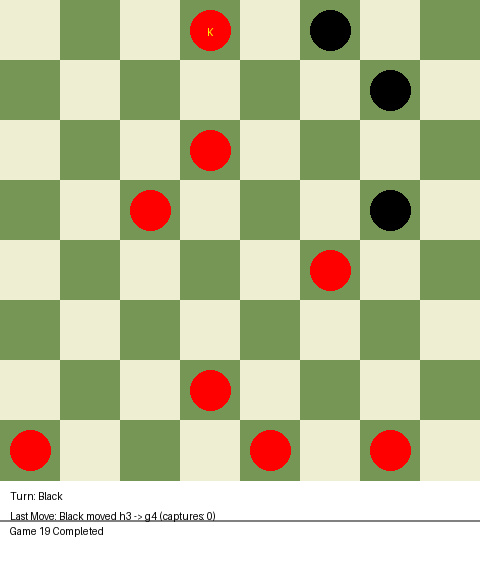 K
Turn: Black
Last Move: Black moved h3 -> g4 (captures: 0)
Game 19 Completed